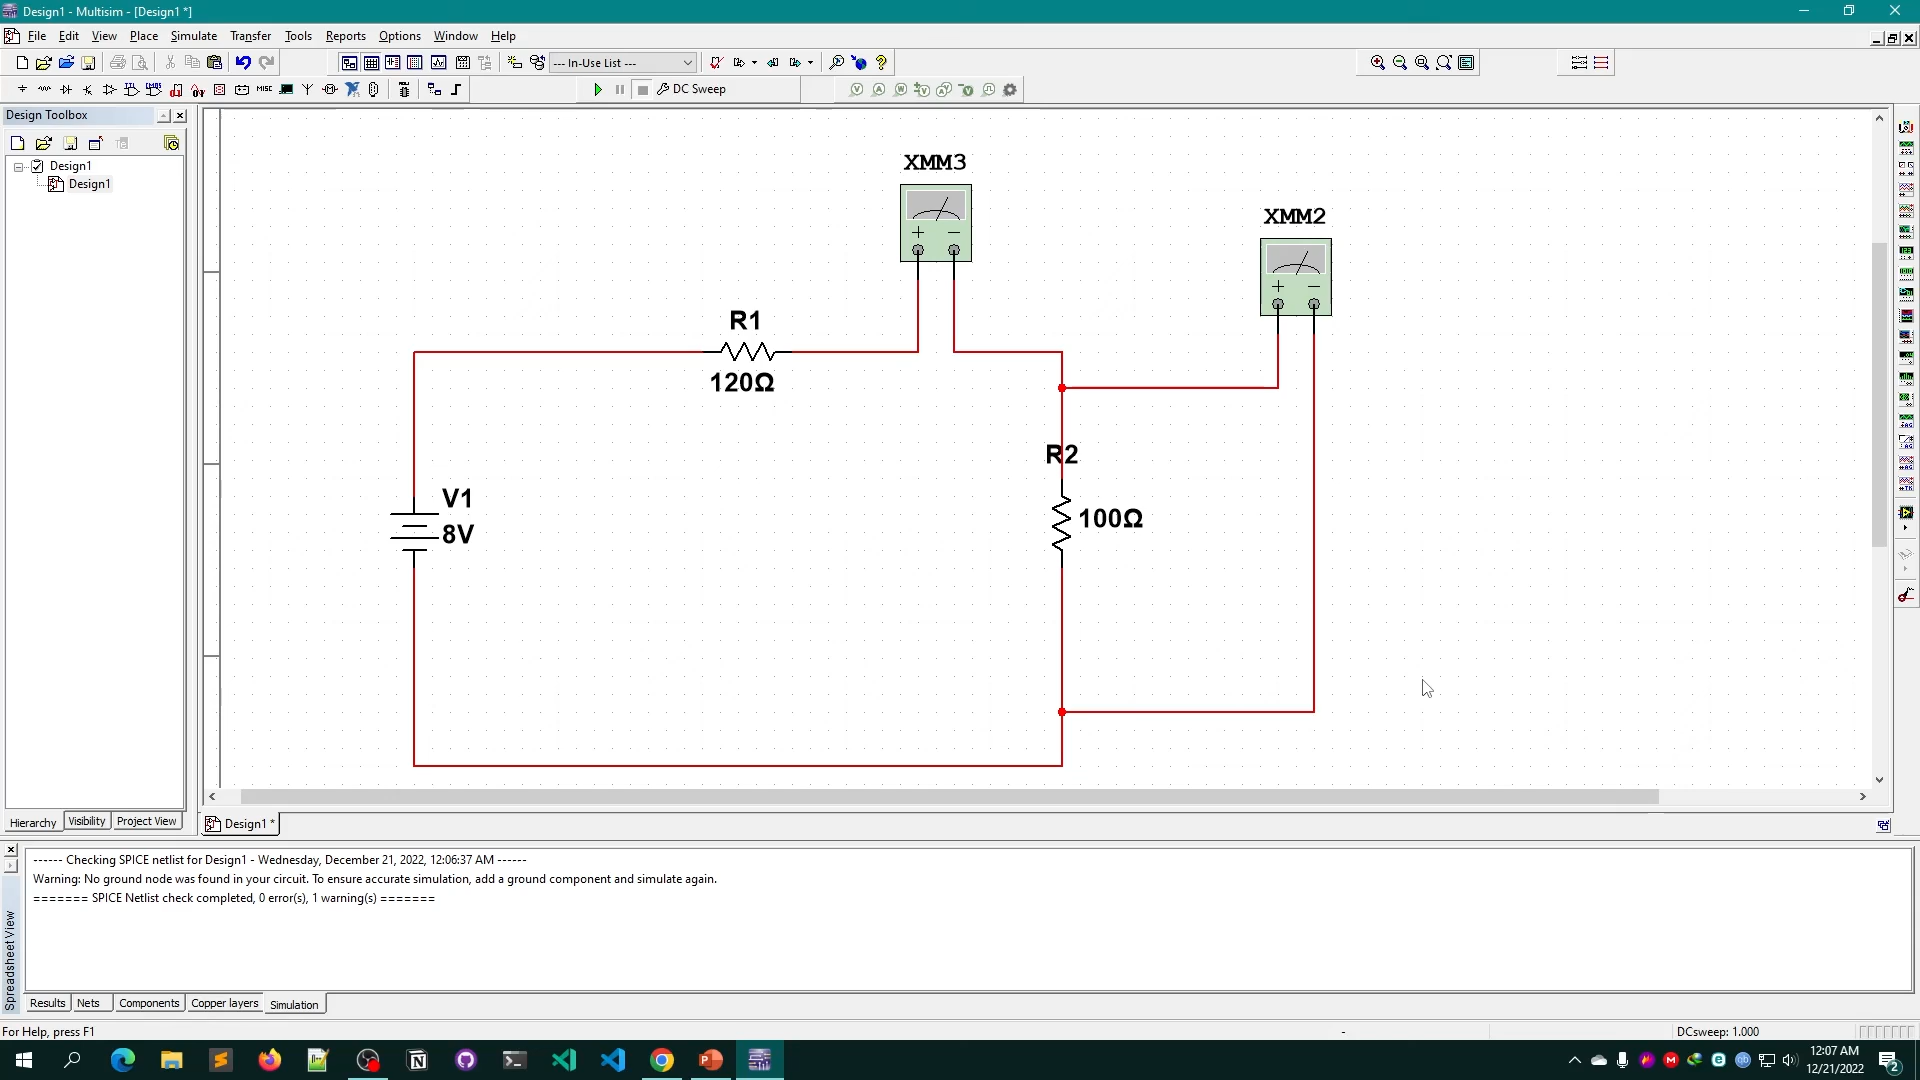 Design1 - Multisim - [Design1 *]
File Edit View Place Simulate Transfer Tools Reports Options Window Help
--- In-Use List ---
MISC DC Sweep
Design Toolbox
Design1
Design1
XMM3
+ −
XMM2
+ −
R1
120Ω
R2
100Ω
V1
8V
Hierarchy Visibility Project View
Design1 *
------ Checking SPICE netlist for Design1 - Wednesday, December 21, 2022, 12:06:37 AM ------
Warning: No ground node was found in your circuit. To ensure accurate simulation, add a ground component and simulate again.
======= SPICE Netlist check completed, 0 error(s), 1 warning(s) =======
Spreadsheet View
Results Nets Components Copper layers Simulation
For Help, press F1
- DCsweep: 1.000
12:07 AM
12/21/2022
2